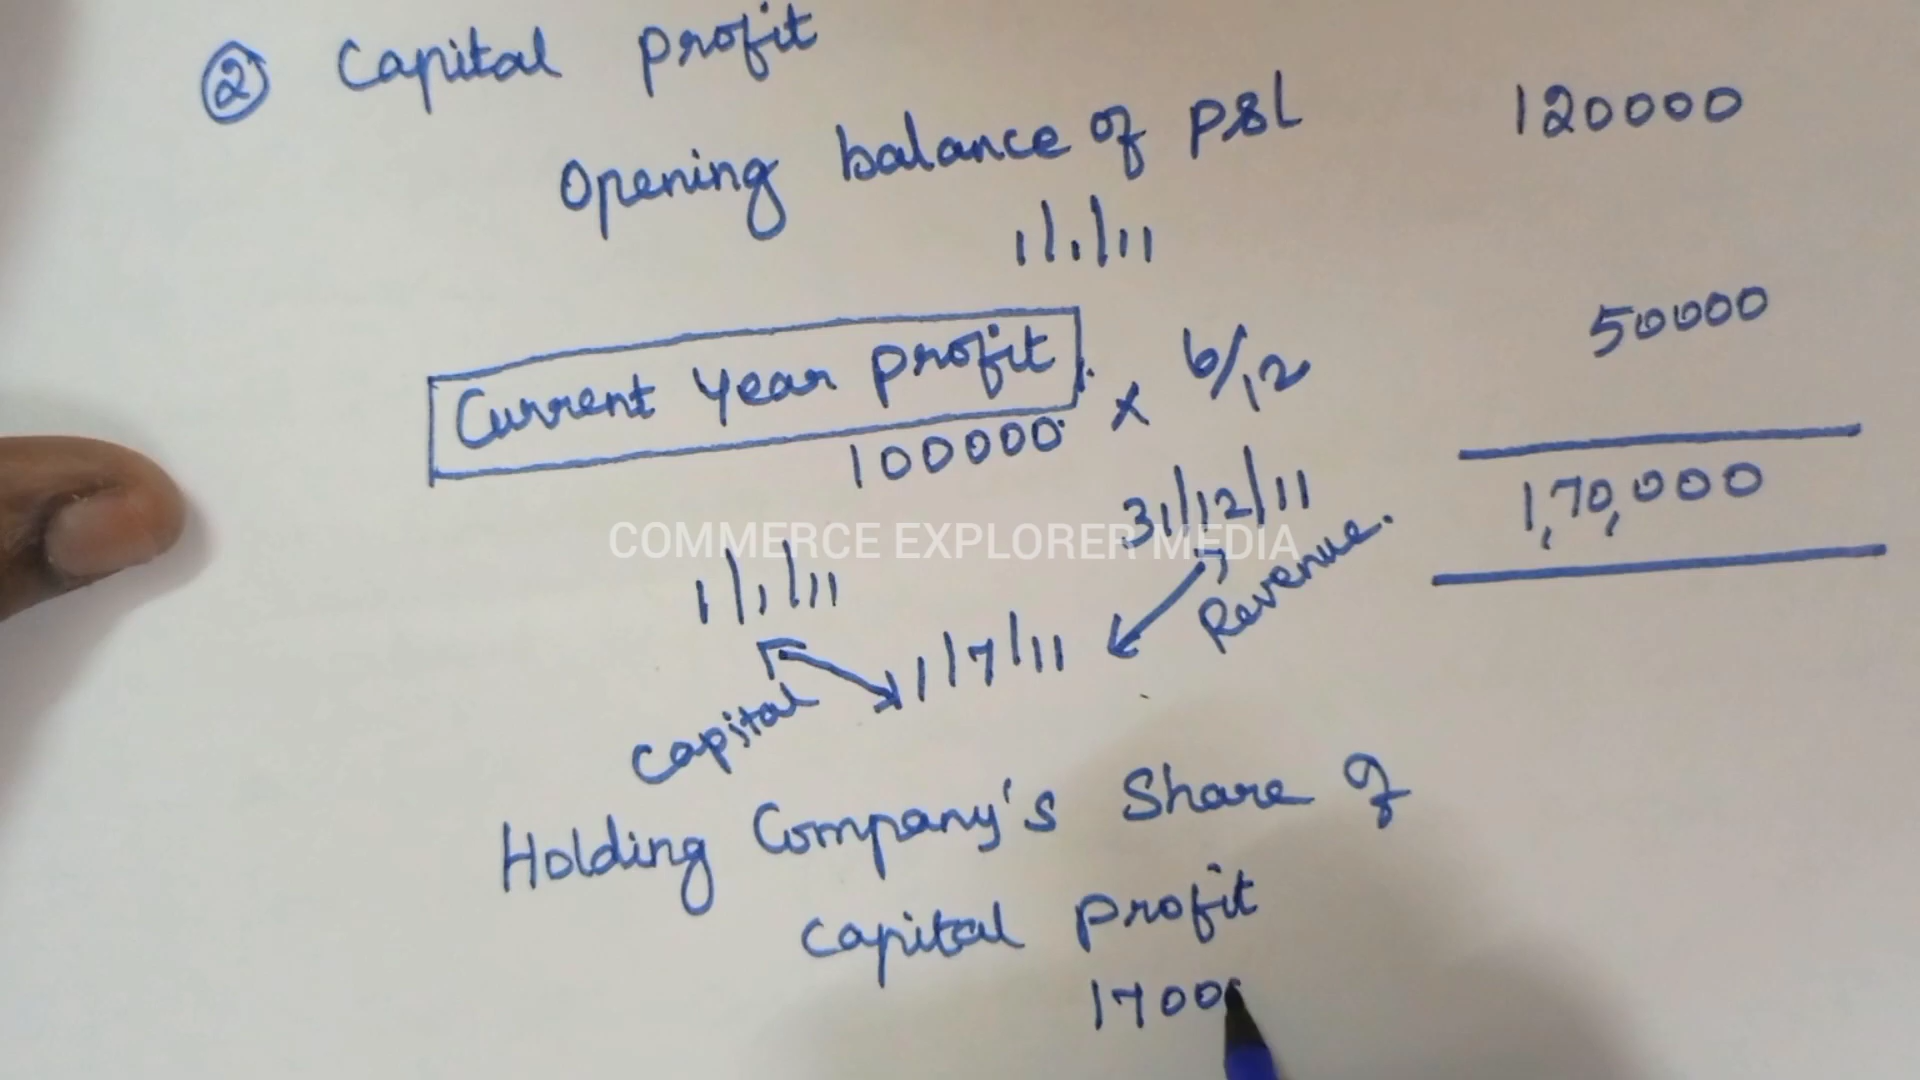 ② Capital profit
Opening balance of P&L 120000
1/1/11
Current year profit × 6/12 50000
100000
1,70,000
31/12/11
COMMERCE EXPLORER MEDIA
1/1/11
Revenue.
1/7/11
Capital
Holding Company's Share of
Capital Profit
1700